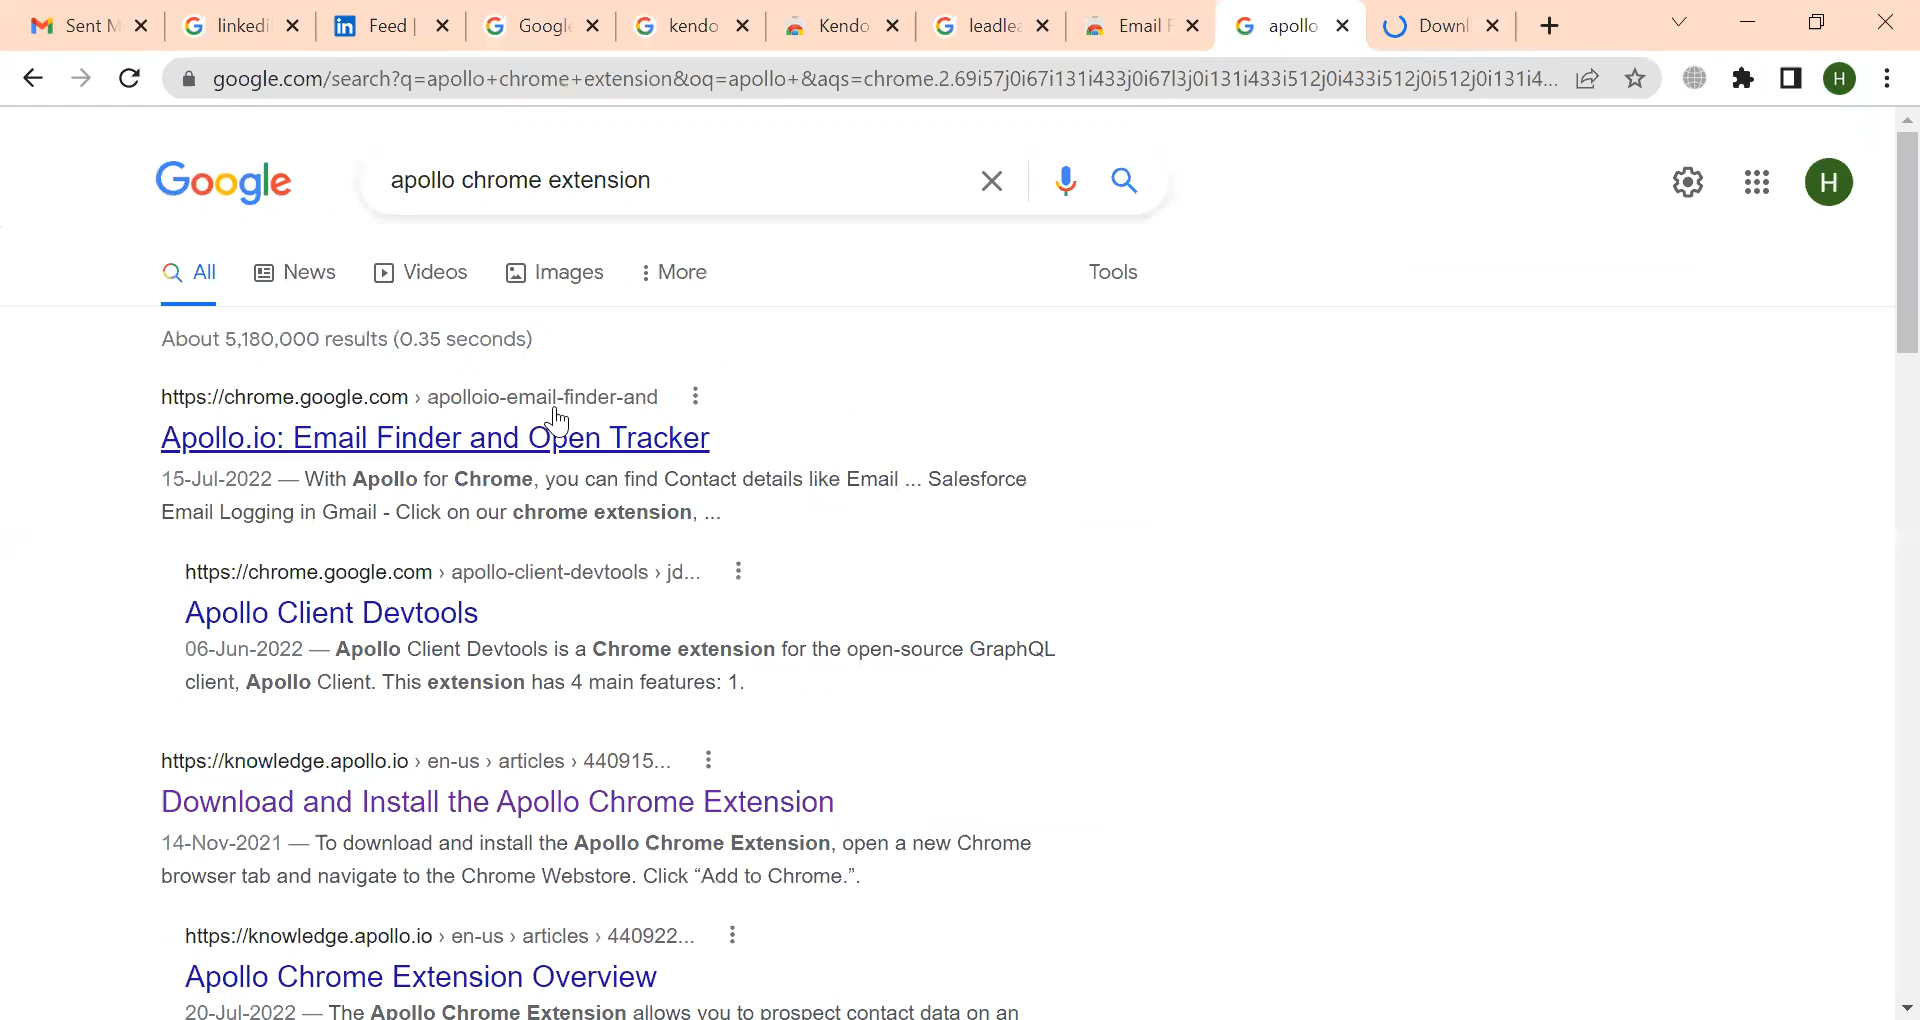 Sent M
linkedi
Feed |
Google
kendo
Kendo
leadlea
Email F
apollo
Downl
google.com/search?q=apollo+chrome+extension&oq=apollo+&aqs=chrome.2.69i57j0i67i131i433j0i67l3j0i131i433i512j0i433i512j0i512j0i131i4...
H
Google
apollo chrome extension
H
All
News
Videos
Images
More
Tools
About 5,180,000 results (0.35 seconds)
https://chrome.google.com › apolloio-email-finder-and
Apollo.io: Email Finder and Open Tracker
15-Jul-2022 — With Apollo for Chrome, you can find Contact details like Email ... Salesforce
Email Logging in Gmail - Click on our chrome extension, ...
https://chrome.google.com › apollo-client-devtools › jd...
Apollo Client Devtools
06-Jun-2022 — Apollo Client Devtools is a Chrome extension for the open-source GraphQL
client, Apollo Client. This extension has 4 main features: 1.
https://knowledge.apollo.io › en-us › articles › 440915...
Download and Install the Apollo Chrome Extension
14-Nov-2021 — To download and install the Apollo Chrome Extension, open a new Chrome
browser tab and navigate to the Chrome Webstore. Click “Add to Chrome.”.
https://knowledge.apollo.io › en-us › articles › 440922...
Apollo Chrome Extension Overview
20-Jul-2022 — The Apollo Chrome Extension allows you to prospect contact data on an